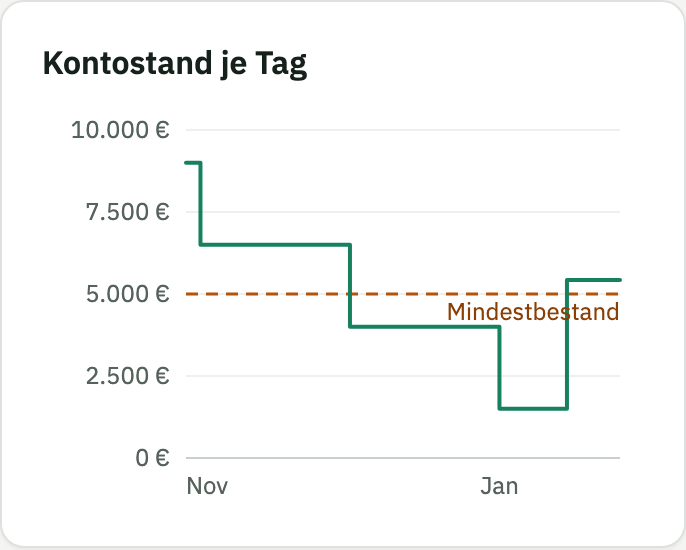 Kontostand je Tag
10.000 €
7.500 €
5.000 €
Mindestbestand
2.500 €
0 €
Nov Jan